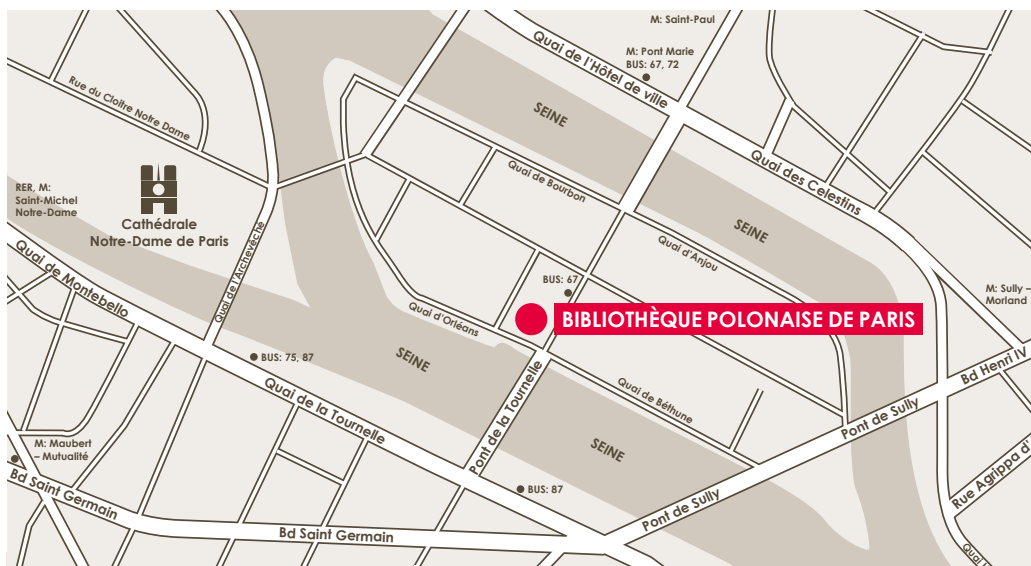 M: Saint-Paul
Quai de l'Hôtel de ville
M: Pont Marie
BUS: 67, 72
Rue du Cloitre Notre Dame
SEINE
Quai de Bourbon
Quai des Celestins
RER, M:
Saint-Michel
Notre-Dame
Cathédrale
Notre-Dame de Paris
Quai de l'Archevêché
SEINE
Quai d'Anjou
Quai de Montebello
BUS: 67
M: Sully –
Morland
BIBLIOTHÈQUE POLONAISE DE PARIS
Quai d'Orléans
BUS: 75, 87
SEINE
Quai de la Tournelle
Pont de la Tournelle
Quai de Béthune
Bd Henri IV
Pont de Sully
M: Maubert
– Mutualité
SEINE
Bd Saint Germain
BUS: 87
Pont de Sully
Rue Agrippa d'
Bd Saint Germain
Quai